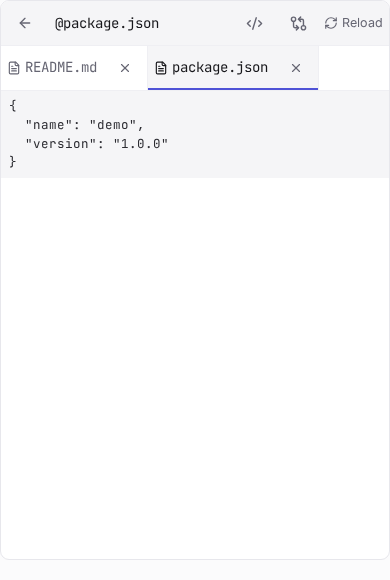 @package.json
Reload
README.md
package.json
{
  "name": "demo",
  "version": "1.0.0"
}